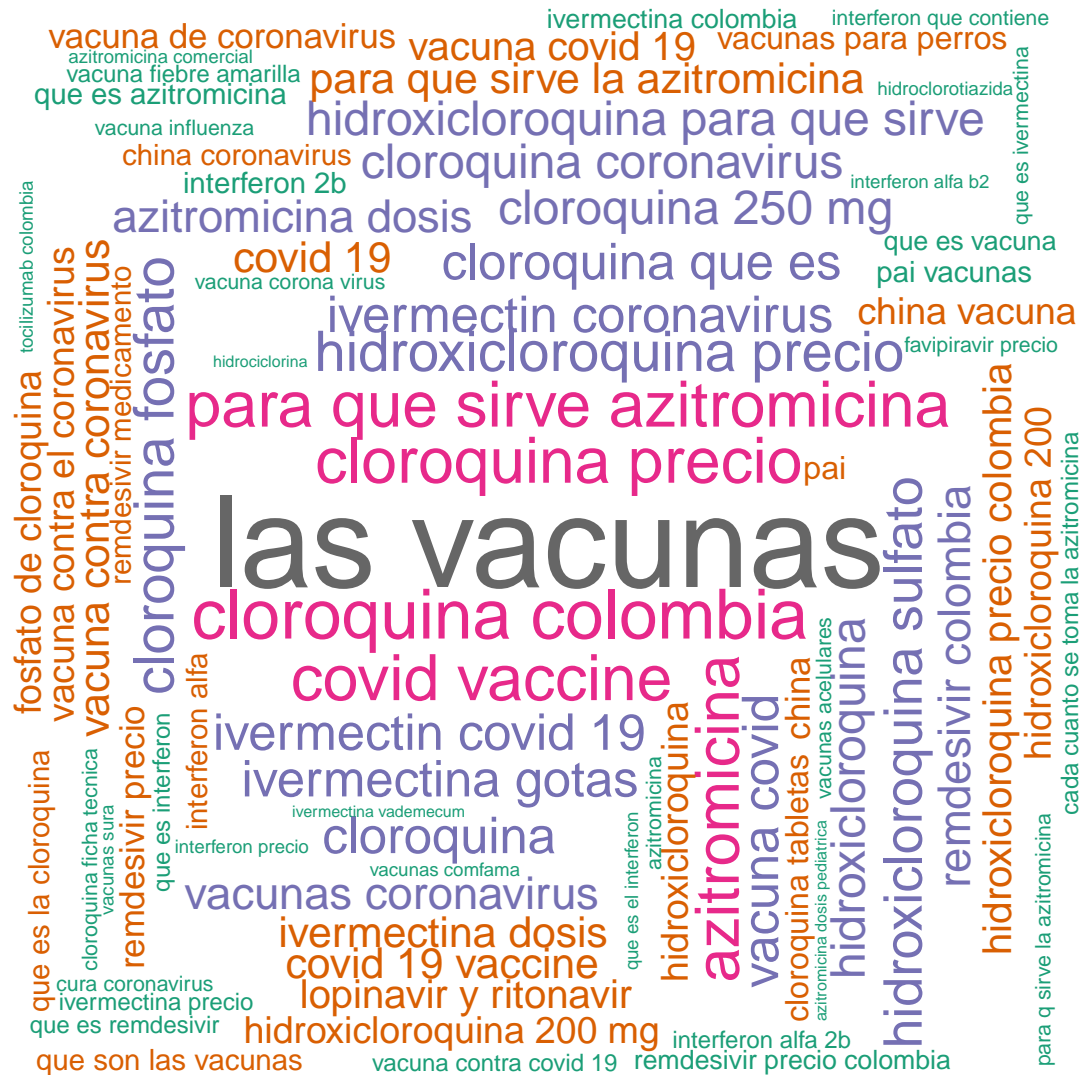 ivermectina colombia
interferon que contiene
vacuna de coronavirus
vacuna covid 19
vacunas para perros
azitromicina comercial
vacuna fiebre amarilla
para que sirve la azitromicina
hidroclorotiazida
que es azitromicina
que es ivermectina
vacuna influenza
hidroxicloroquina para que sirve
china coronavirus
cloroquina coronavirus
interferon 2b
interferon alfa b2
tocilizumab colombia
azitromicina dosis
cloroquina 250 mg
que es vacuna
covid 19
cloroquina que es
pai vacunas
vacuna corona virus
vacuna contra el coronavirus
vacuna contra coronavirus
remdesivir medicamento
cloroquina fosfato
ivermectin coronavirus
china vacuna
hidrociclorina
hidroxicloroquina precio
favipiravir precio
fosfato de cloroquina
para que sirve azitromicina
cloroquina precio
pai
las vacunas
hidroxicloroquina sulfato
remdesivir colombia
hidroxicloroquina precio colombia
hidroxicloroquina 200
cada cuanto se toma la azitromicina
cloroquina colombia
covid vaccine
azitromicina
vacuna covid
cloroquina tabletas china
vacunas acelulares
hidroxicloroquina
remdesivir precio
que es interferon
interferon alfa
ivermectin covid 19
ivermectina gotas
hidroxicloroquina
azitromicina
que es el interferon
que es la cloroquina
cloroquina ficha tecnica
vacunas sura
ivermectina vademecum
interferon precio
cloroquina
vacunas comfama
azitromicina dosis pediatrica
vacunas coronavirus
ivermectina dosis
covid 19 vaccine
para q sirve la azitromicina
cura coronavirus
ivermectina precio
lopinavir y ritonavir
que es remdesivir
hidroxicloroquina 200 mg
interferon alfa 2b
que son las vacunas
vacuna contra covid 19
remdesivir precio colombia